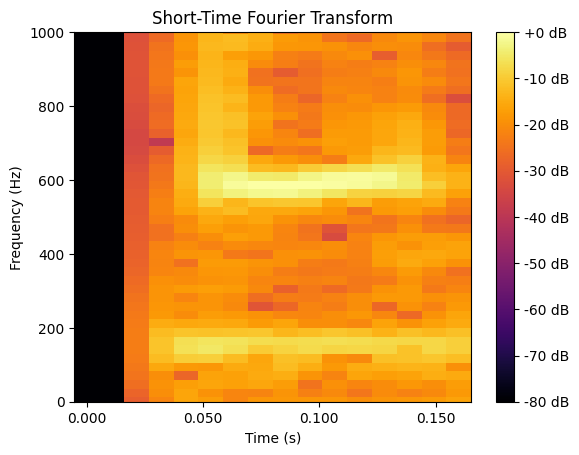 Short-Time Fourier Transform
1000
800
600
400
200
0
Frequency (Hz)
0.000
0.050
0.100
0.150
Time (s)
+0 dB
-10 dB
-20 dB
-30 dB
-40 dB
-50 dB
-60 dB
-70 dB
-80 dB